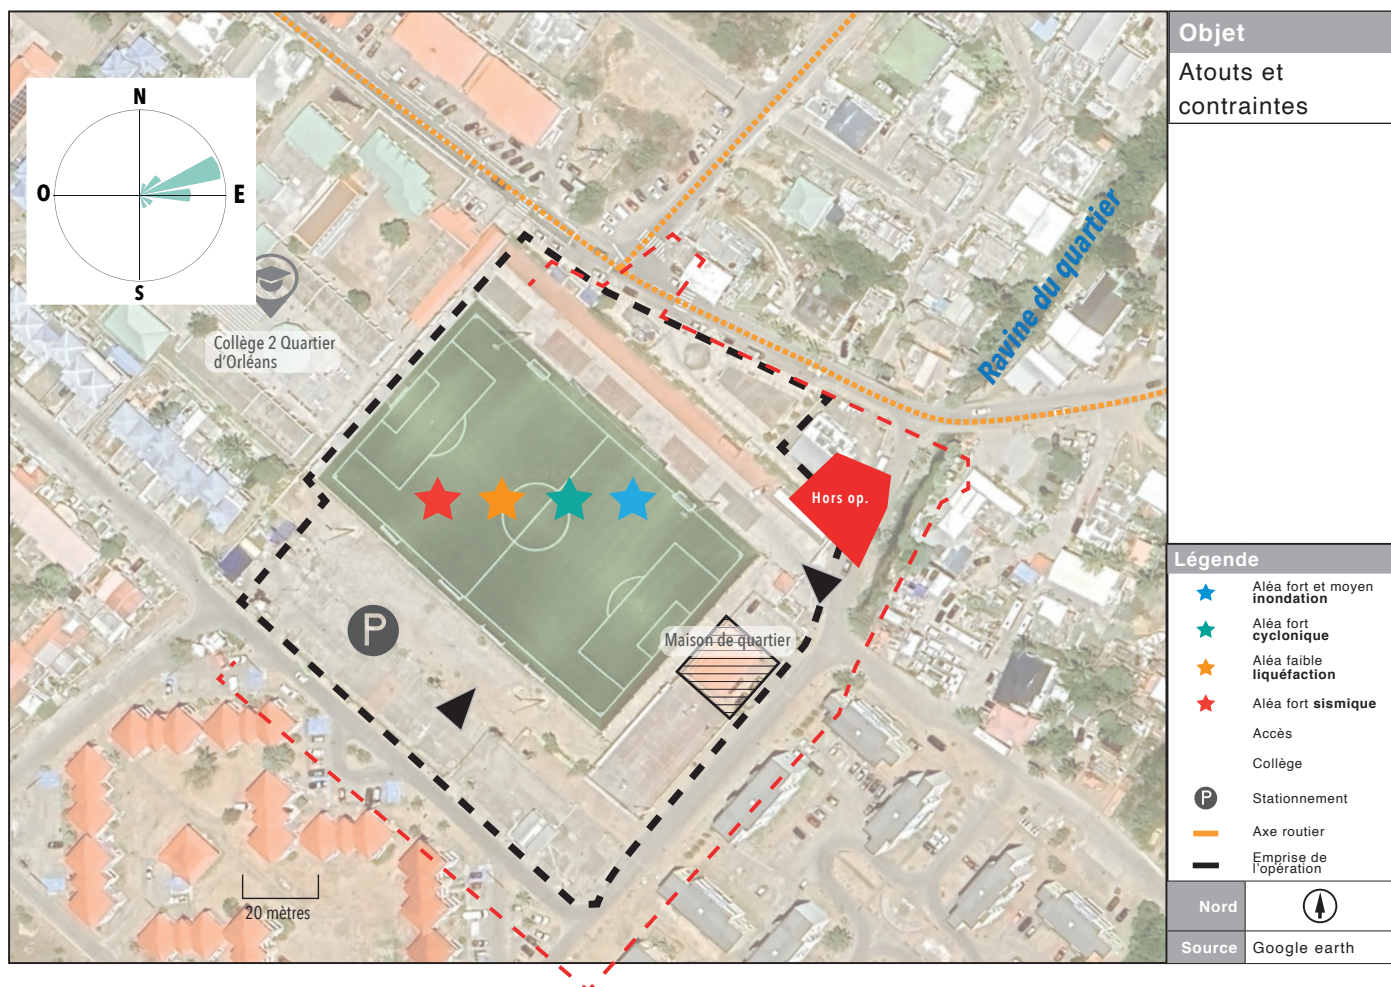 Objet
Atouts et
contraintes
N
O
E
S
Collège 2 Quartier
d'Orléans
Ravine du quartier
Hors op.
Maison de quartier
P
20 mètres
Légende
Aléa fort et moyen
inondation
Aléa fort
cyclonique
Aléa faible
liquéfaction
Aléa fort sismique
Accès
Collège
P
Stationnement
Axe routier
Emprise de
l'opération
Nord
Source
Google earth